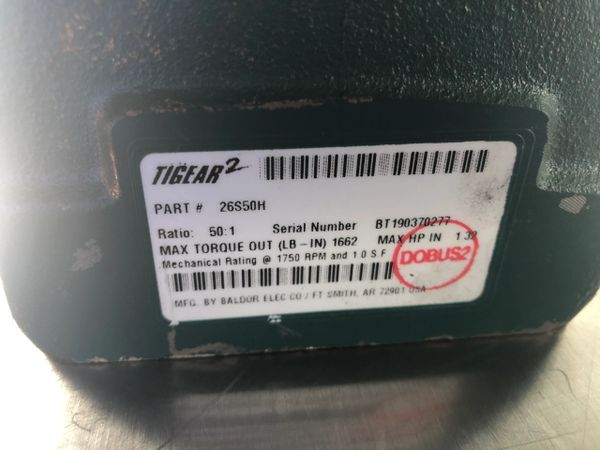 TIGEAR2
PART # 26S50H
Ratio: 50:1 Serial Number BT190370277
MAX TORQUE OUT (LB-IN) 1662 MAX HP IN 1.32
Mechanical Rating @ 1750 RPM and 1.0 S.F
DOBUS2
MFG. BY BALDOR ELEC CO / FT SMITH, AR 72901 USA